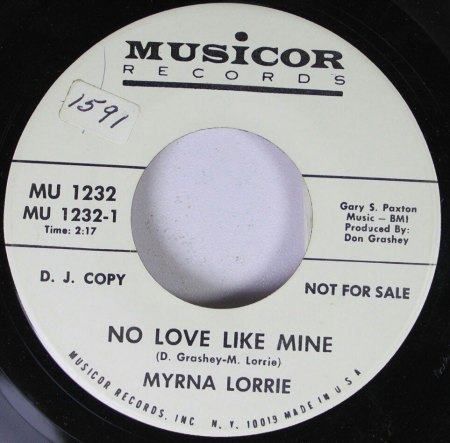 MUSICOR
RECORDS
1591
MU 1232
MU 1232-1
Time: 2:17
Gary S. Paxton
Music — BMI
Produced By:
Don Grashey
D. J. COPY
NOT FOR SALE
NO LOVE LIKE MINE
(D. Grashey-M. Lorrie)
MYRNA LORRIE
MUSICOR RECORDS, INC N. Y. 10019 MADE IN U S A